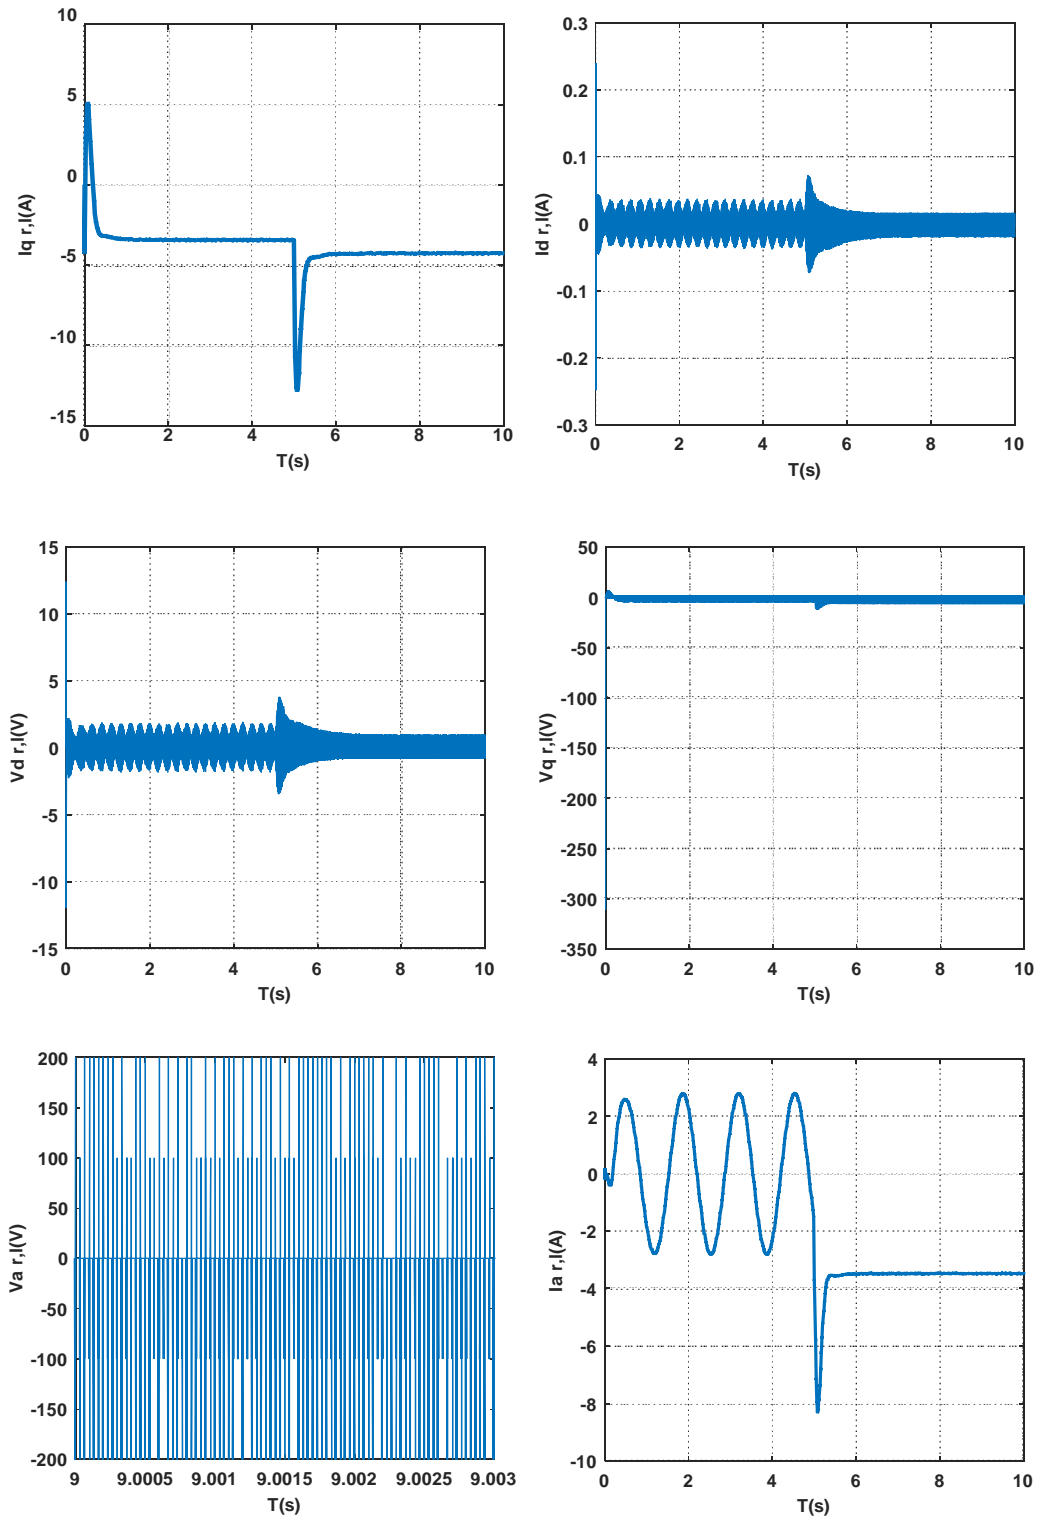 10
5
0
-5
-10
-15
Iq r,l(A)
0 2 4 6 8 10
T(s)
0.3
0.2
0.1
0
-0.1
-0.2
-0.3
Id r,l(A)
0 2 4 6 8 10
T(s)
15
10
5
0
-5
-10
-15
Vd r,l(V)
0 2 4 6 8 10
T(s)
50
0
-50
-100
-150
-200
-250
-300
-350
Vq r,l(V)
0 2 4 6 8 10
T(s)
200
150
100
50
0
-50
-100
-150
-200
Va r,l(V)
9 9.0005 9.001 9.0015 9.002 9.0025 9.003
T(s)
4
2
0
-2
-4
-6
-8
-10
Ia r,l(A)
0 2 4 6 8 10
T(s)